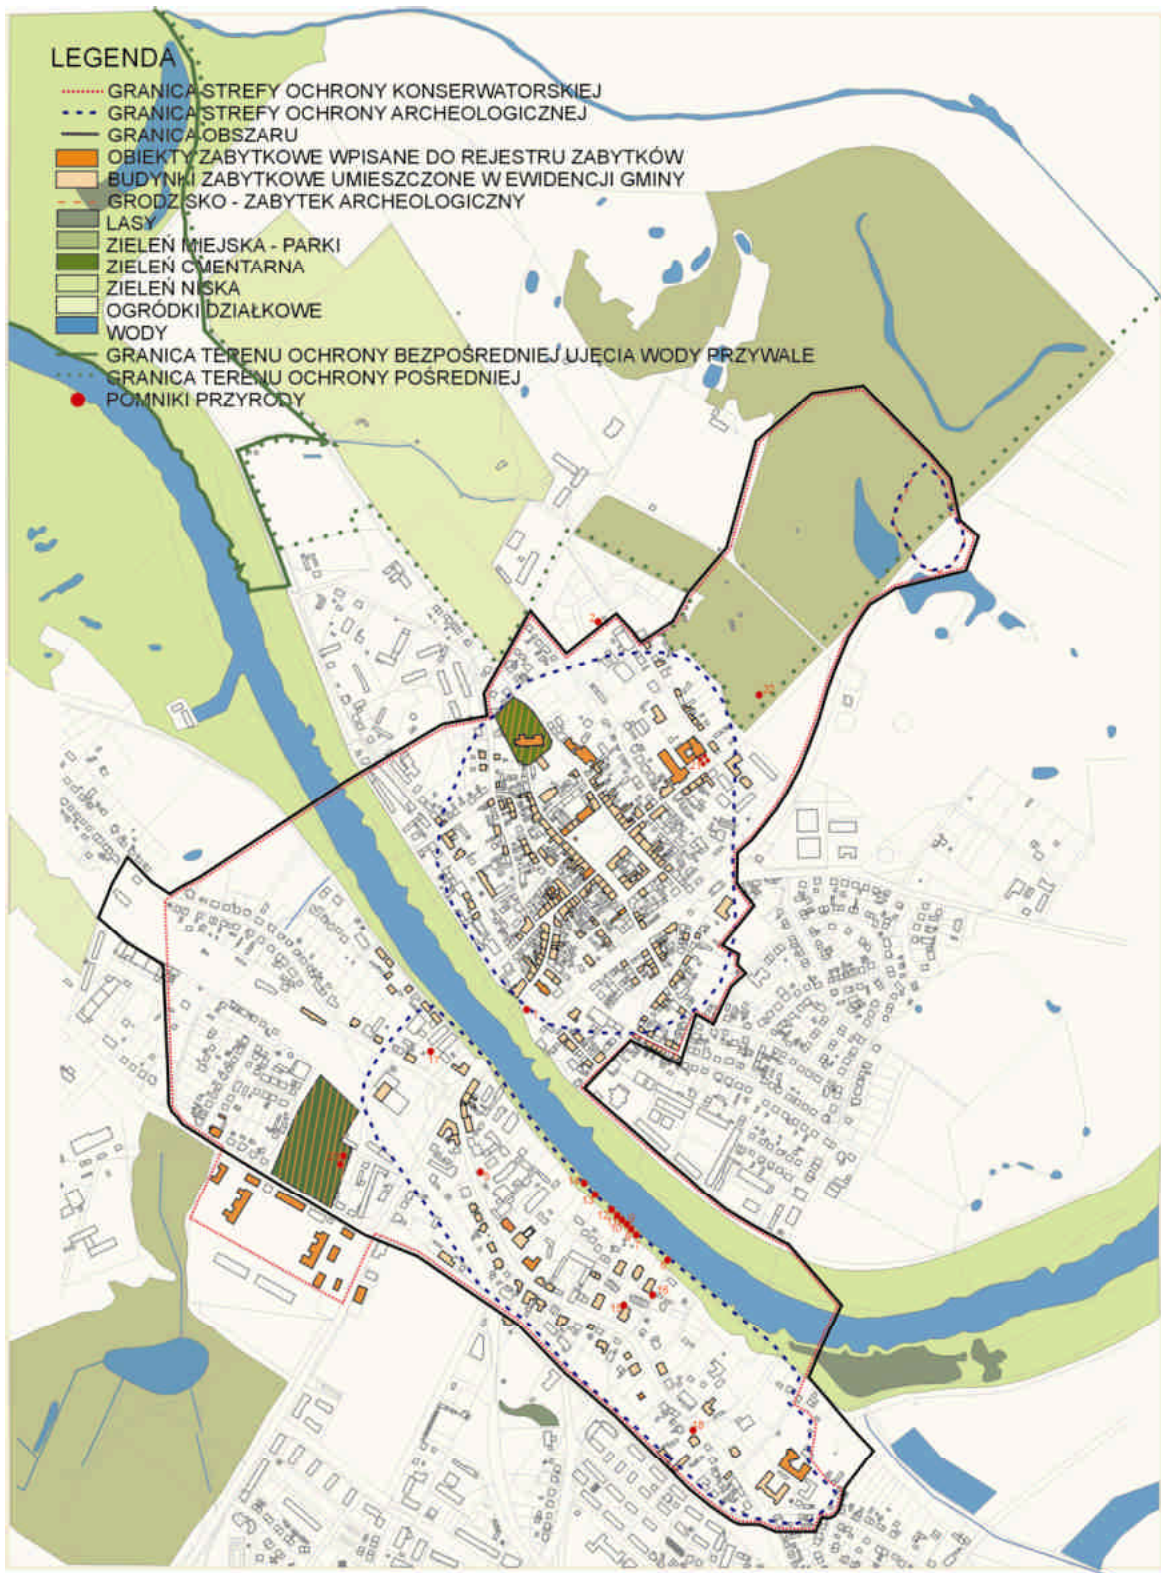 LEGENDA
GRANICA STREFY OCHRONY KONSERWATORSKIEJ
GRANICA STREFY OCHRONY ARCHEOLOGICZNEJ
GRANICA OBSZARU
OBIEKTY ZABYTKOWE WPISANE DO REJESTRU ZABYTKÓW
BUDYNKI ZABYTKOWE UMIESZCZONE W EWIDENCJI GMINY
GRODZISKO - ZABYTEK ARCHEOLOGICZNY
LASY
ZIELEŃ MIEJSKA - PARKI
ZIELEŃ CMENTARNA
ZIELEŃ NISKA
OGRÓDKI DZIAŁKOWE
WODY
GRANICA TERENU OCHRONY BEZPOŚREDNIEJ UJĘCIA WODY PRZYWALE
GRANICA TERENU OCHRONY POŚREDNIEJ
POMNIKI PRZYRODY
17